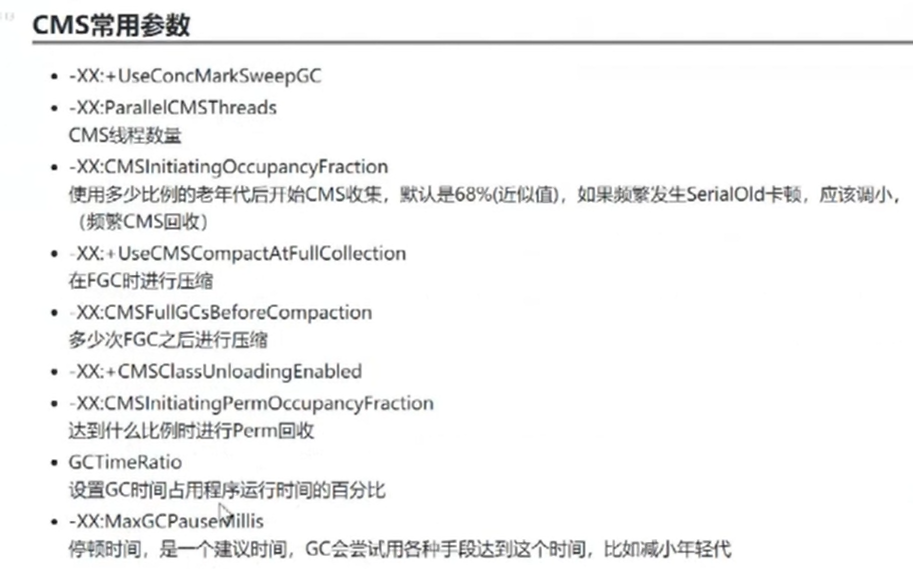 CMS常用参数
-XX:+UseConcMarkSweepGC
-XX:ParallelCMSThreads
CMS线程数量
-XX:CMSInitiatingOccupancyFraction
使用多少比例的老年代后开始CMS收集，默认是68%(近似值)，如果频繁发生SerialOld卡顿，应该调小，
（频繁CMS回收）
-XX:+UseCMSCompactAtFullCollection
在FGC时进行压缩
-XX:CMSFullGCsBeforeCompaction
多少次FGC之后进行压缩
-XX:+CMSClassUnloadingEnabled
-XX:CMSInitiatingPermOccupancyFraction
达到什么比例时进行Perm回收
GCTimeRatio
设置GC时间占用程序运行时间的百分比
-XX:MaxGCPauseMillis
停顿时间，是一个建议时间，GC会尝试用各种手段达到这个时间，比如减小年轻代